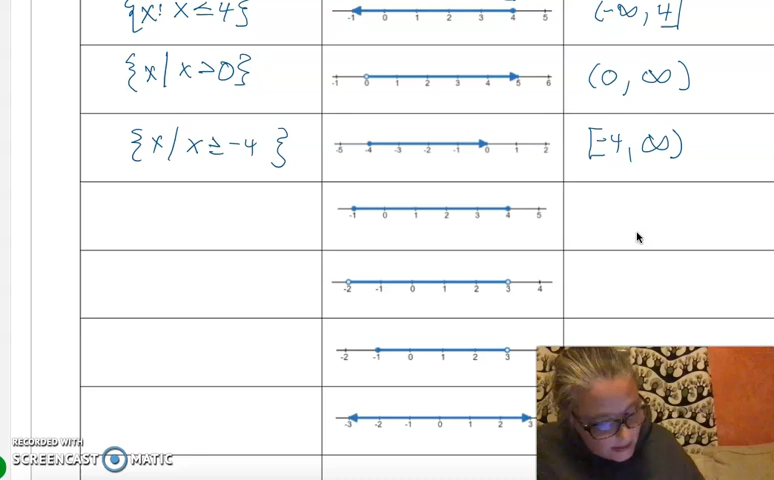 {x: x ≤ 4} -1 0 1 2 3 4 5 (-∞, 4]
{x | x > 0} -1 0 1 2 3 4 5 6 (0, ∞)
{x | x ≥ -4 } -5 -4 -3 -2 -1 0 1 2 [-4, ∞)
-1 0 1 2 3 4 5
-2 -1 0 1 2 3 4
-2 -1 0 1 2 3
-3 -2 -1 0 1 2 3
RECORDED WITH
SCREENCAST MATIC